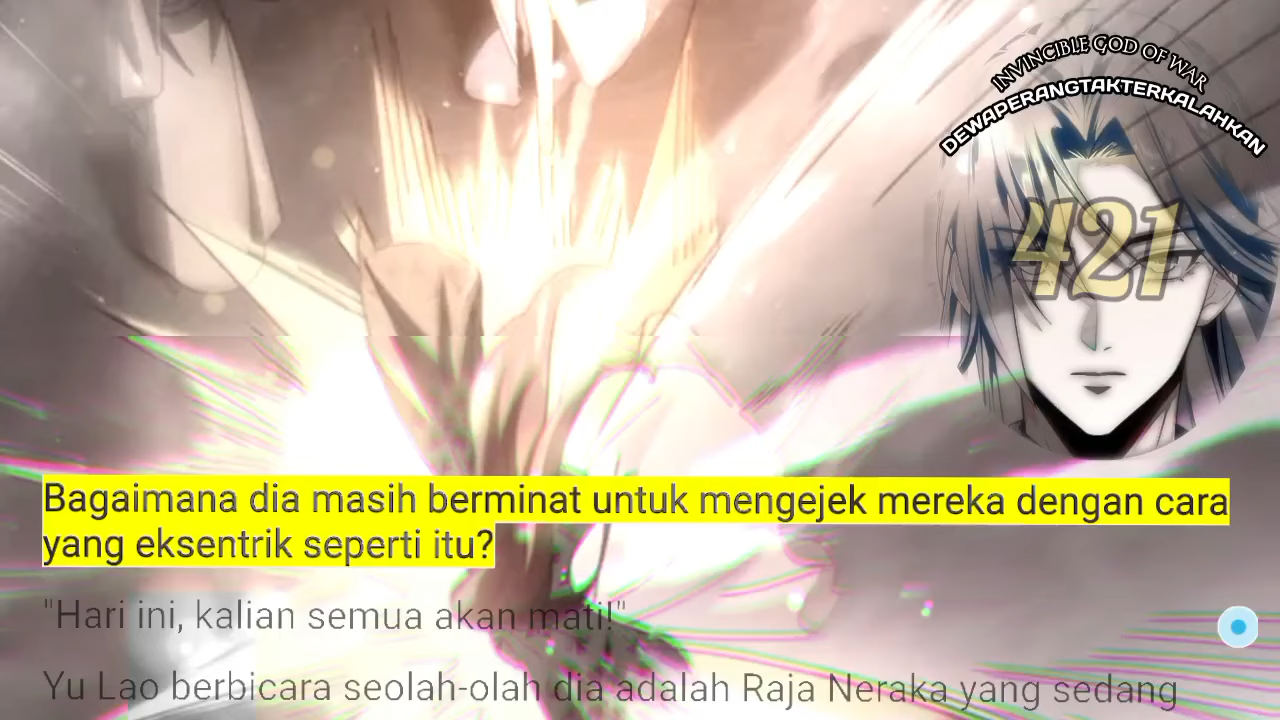 INVINCIBLE GOD OF WAR
DEWAPERANGTAKTERKALAHKAN
421
Bagaimana dia masih berminat untuk mengejek mereka dengan cara
yang eksentrik seperti itu?
"Hari ini, kalian semua akan mati!"
Yu Lao berbicara seolah-olah dia adalah Raja Neraka yang sedang